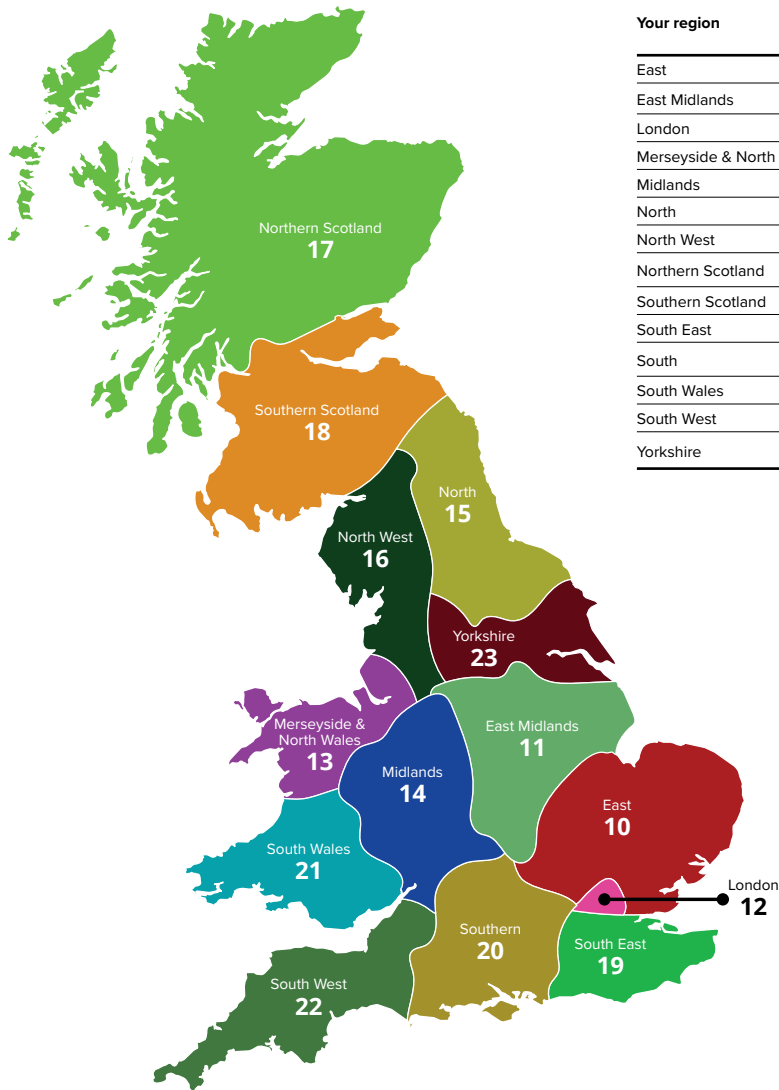 Your region
East
East Midlands
London
Merseyside & North
Midlands
North
North West
Northern Scotland
Southern Scotland
South East
South
South Wales
South West
Yorkshire
Northern Scotland
17
Southern Scotland
18
North
15
North West
16
Yorkshire
23
Merseyside &
North Wales
13
East Midlands
11
Midlands
14
East
10
South Wales
21
London
12
Southern
20
South East
19
South West
22